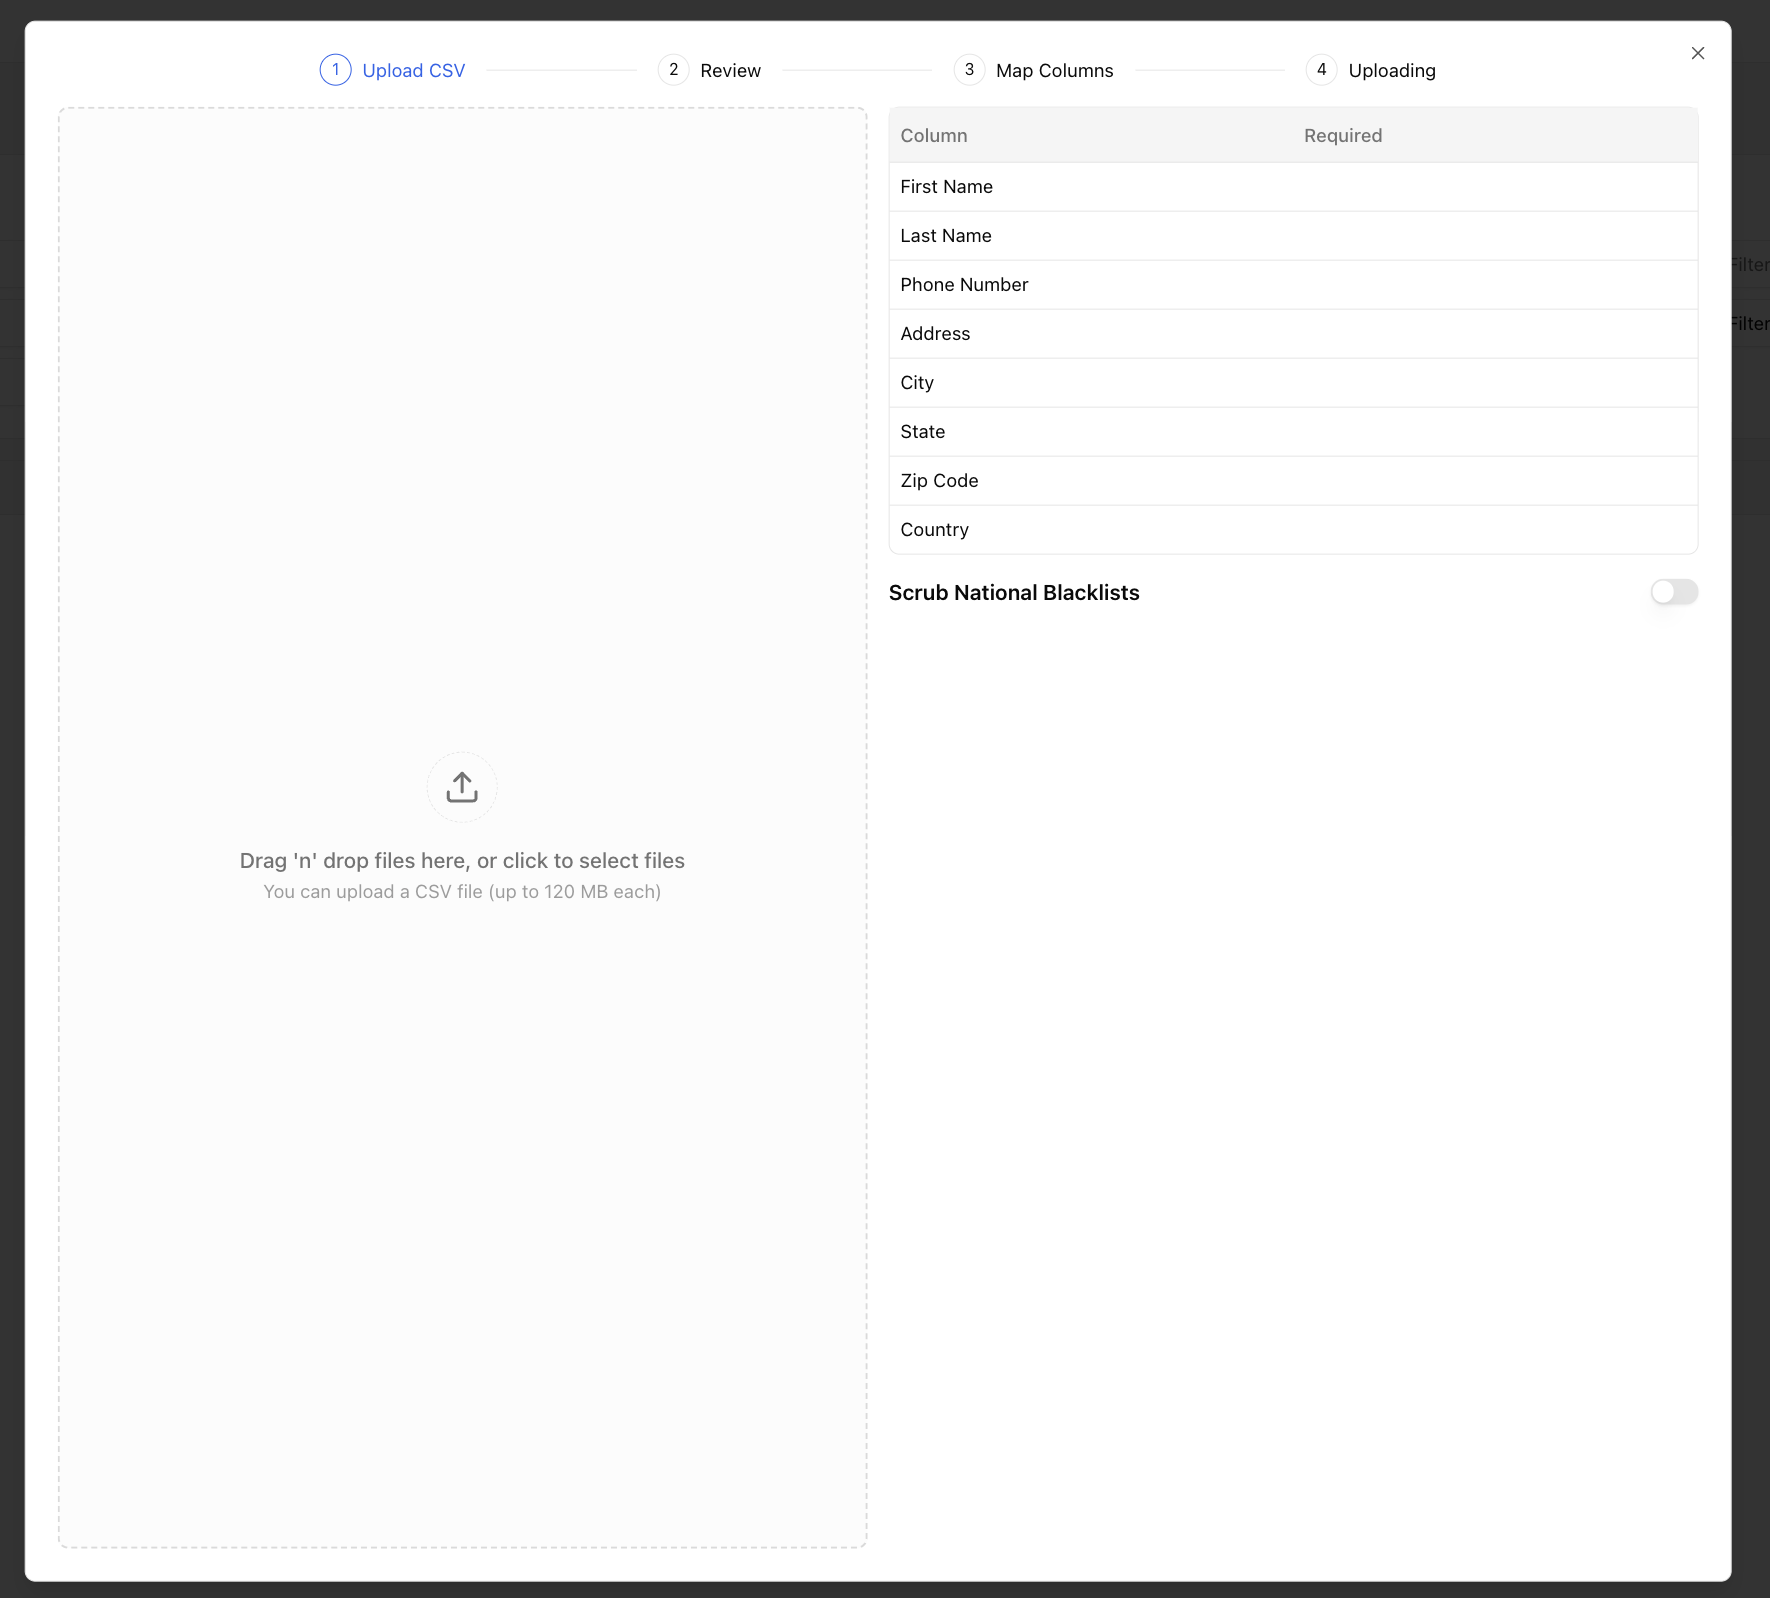 1 Upload CSV 2 Review 3 Map Columns 4 Uploading
Column Required
First Name
Last Name
Phone Number
Address
City
State
Zip Code
Country
Scrub National Blacklists
Drag 'n' drop files here, or click to select files
You can upload a CSV file (up to 120 MB each)
Filter
Filter